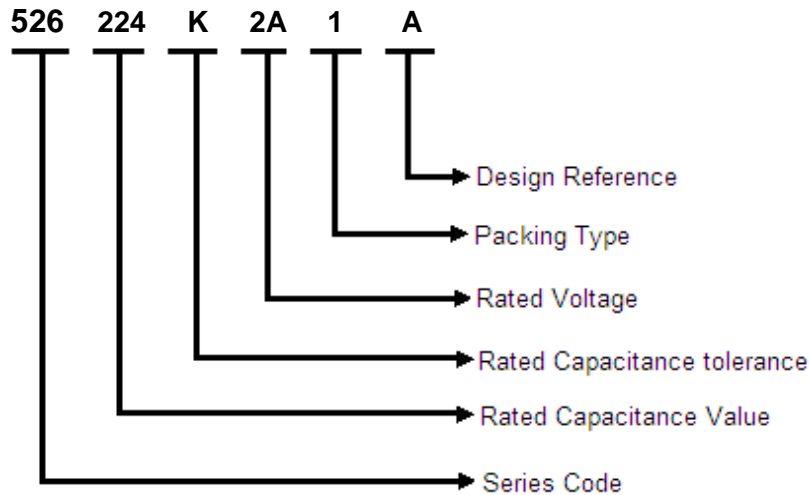 526 224 K 2A 1 A
Design Reference
Packing Type
Rated Voltage
Rated Capacitance tolerance
Rated Capacitance Value
Series Code